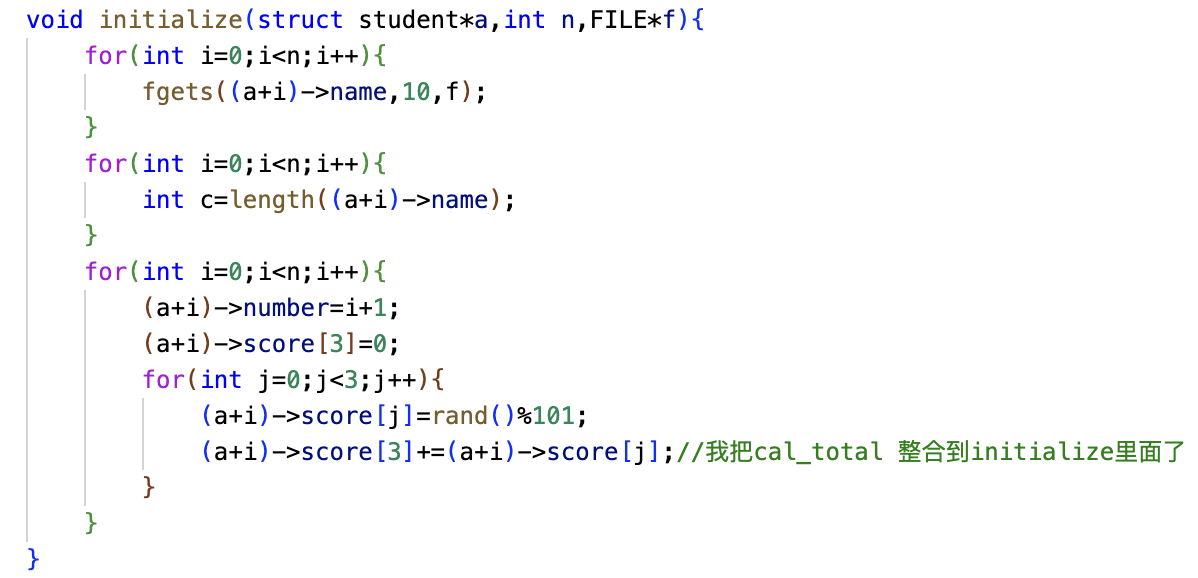 void initialize(struct student*a,int n,FILE*f){
    for(int i=0;i<n;i++){
        fgets((a+i)->name,10,f);
    }
    for(int i=0;i<n;i++){
        int c=length((a+i)->name);
    }
    for(int i=0;i<n;i++){
        (a+i)->number=i+1;
        (a+i)->score[3]=0;
        for(int j=0;j<3;j++){
            (a+i)->score[j]=rand()%101;
            (a+i)->score[3]+=(a+i)->score[j];//我把cal_total 整合到initialize里面了
        }
    }
}